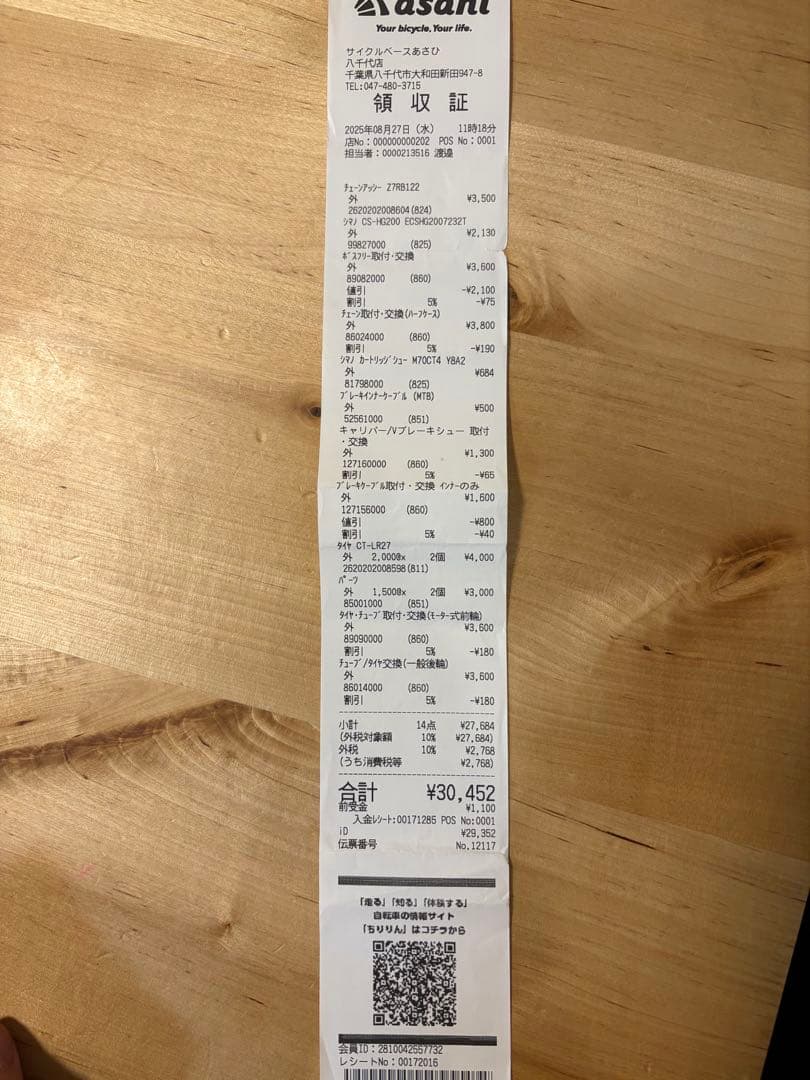 asahi
Your bicycle, Your life.
サイクルベースあさひ
八千代店
千葉県八千代市大和田新田947-8
TEL:047-480-3715
領 収 証
2025年08月27日（水） 11時18分
店No：000000000202 POS No：0001
担当者：0000213516 渡邉
ﾁｪｰﾝｱｯｼｰ Z7RB122
外 ¥3,500
2620202008604(824)
ｼﾏﾉ CS-HG200 ECSHG2007232T
外 ¥2,130
99827000 (825)
ﾎﾞｽﾌﾘｰ取付･交換
外 ¥3,600
89082000 (860)
値引 -¥2,100
割引 5% -¥75
ﾁｪｰﾝ取付･交換(ﾊｰﾌｹｰｽ)
外 ¥3,800
86024000 (860)
割引 5% -¥190
ｼﾏﾉ ｶｰﾄﾘｯｼﾞｼｭｰ M70CT4 Y8A2
外 ¥684
81798000 (825)
ﾌﾞﾚｰｷｲﾝﾅｰｹｰﾌﾞﾙ (MTB)
外 ¥500
52561000 (851)
キャリパー/Vブレーキシュー 取付
・交換
外 ¥1,300
127160000 (860)
割引 5% -¥65
ﾌﾞﾚｰｷｹｰﾌﾞﾙ取付・交換 ｲﾝﾅｰのみ
外 ¥1,600
127156000 (860)
値引 -¥800
割引 5% -¥40
ﾀｲﾔ CT-LR27
外 2,000@x 2個 ¥4,000
2620202008598(811)
ﾊﾟｰﾂ
外 1,500@x 2個 ¥3,000
85001000 (851)
ﾀｲﾔ･ﾁｭｰﾌﾞ取付･交換(ﾓｰﾀｰ式前輪)
外 ¥3,600
89090000 (860)
割引 5% -¥180
ﾁｭｰﾌﾞ/ﾀｲﾔ交換(一般後輪)
外 ¥3,600
86014000 (860)
割引 5% -¥180
小計 14点 ¥27,684
(外税対象額 10% ¥27,684)
外税 10% ¥2,768
(うち消費税等 ¥2,768)
合計 ¥30,452
前受金 ¥1,100
入金ﾚｼｰﾄ:00171285 POS No:0001
iD ¥29,352
伝票番号 No.12117
「走る」「知る」「体験する」
自転車の情報サイト
「ちりりん」はコチラから
会員ID：2810042557732
レシートNo：00172016